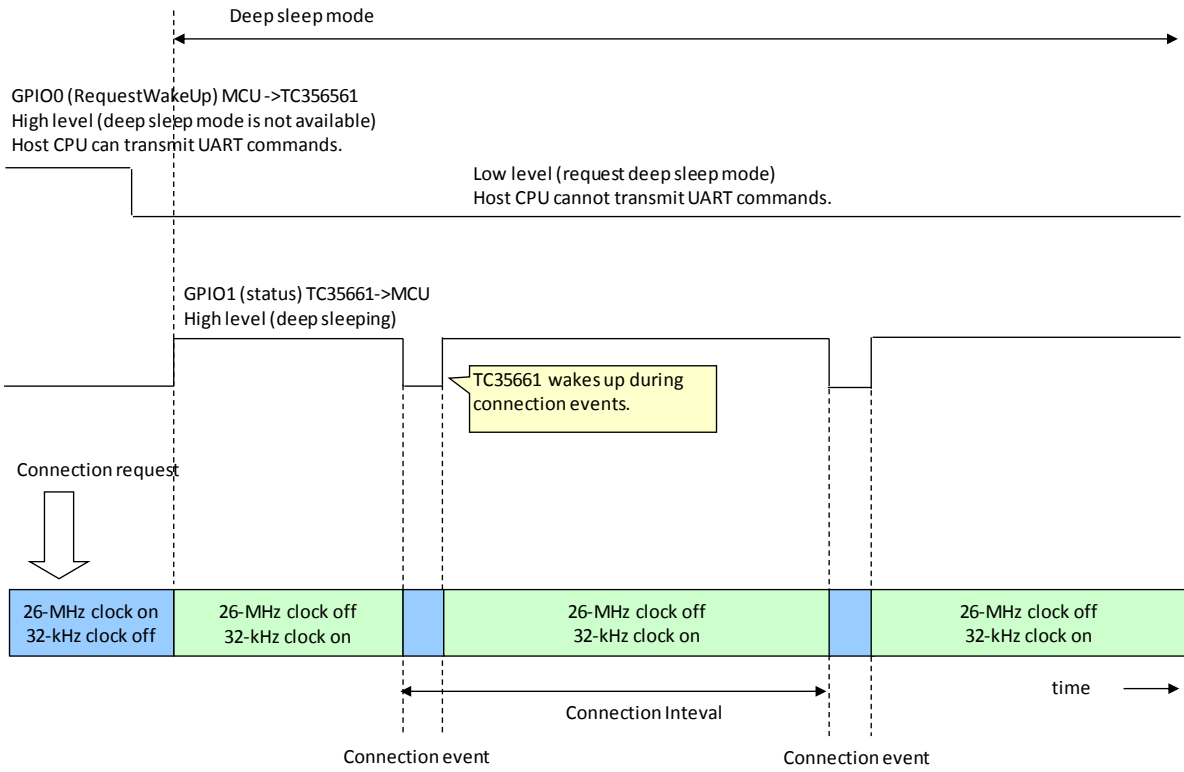 Deep sleep mode
GPIO0 (RequestWakeUp) MCU ->TC356561
High level (deep sleep mode is not available)
Host CPU can transmit UART commands.
Low level (request deep sleep mode)
Host CPU cannot transmit UART commands.
GPIO1 (status) TC35661->MCU
High level (deep sleeping)
TC35661 wakes up during
connection events.
Connection request
26-MHz clock on
32-kHz clock off
26-MHz clock off
32-kHz clock on
26-MHz clock off
32-kHz clock on
26-MHz clock off
32-kHz clock on
time
Connection Inteval
Connection event
Connection event